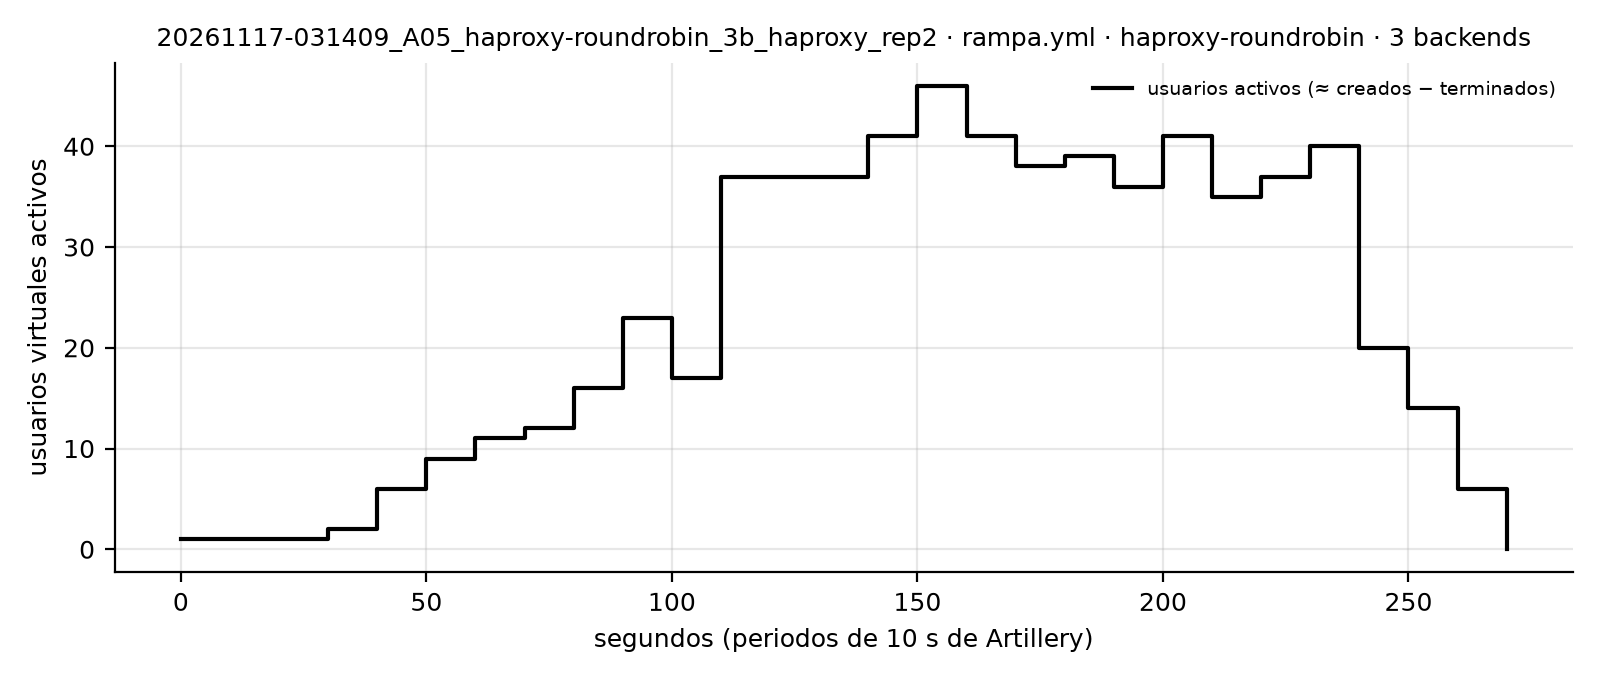 20261117-031409_A05_haproxy-roundrobin_3b_haproxy_rep2 · rampa.yml · haproxy-roundrobin · 3 backends
usuarios activos (≈ creados − terminados)
usuarios virtuales activos
40
30
20
10
0
0 50 100 150 200 250
segundos (periodos de 10 s de Artillery)